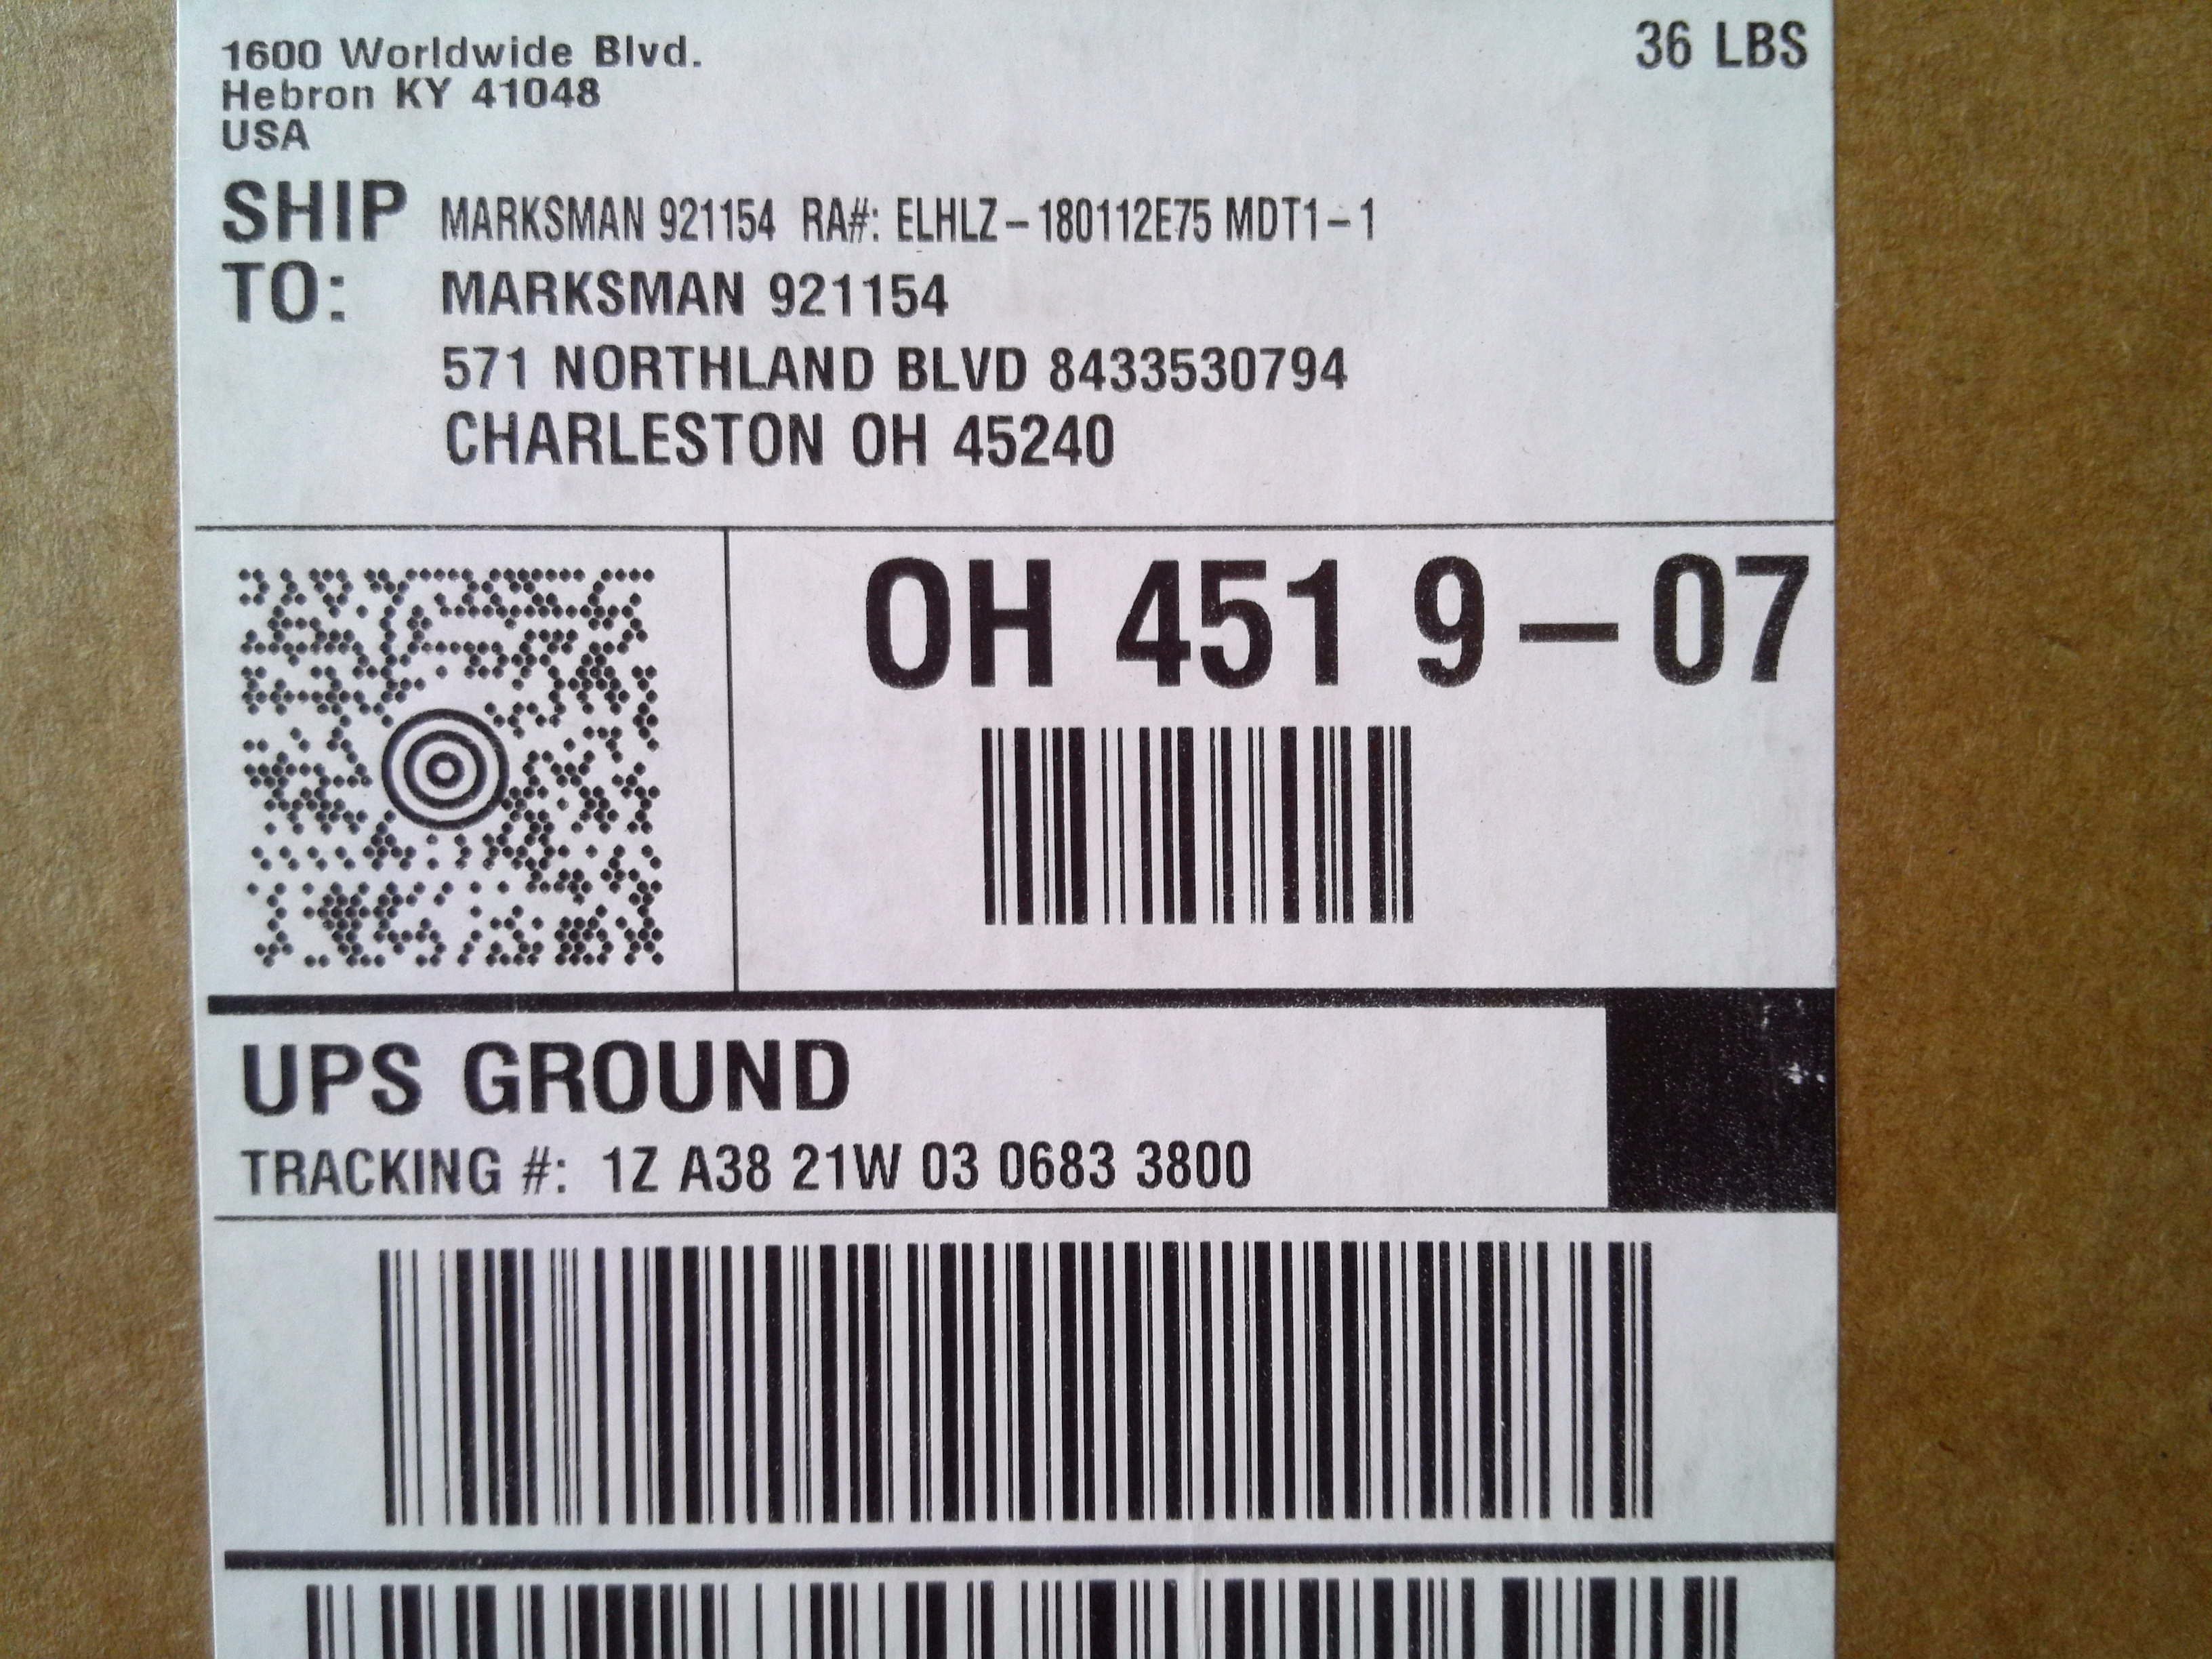 1600 Worldwide Blvd.
Hebron KY 41048
USA
36 LBS
SHIP TO:
MARKSMAN 921154 RA#: ELHLZ-180112E75 MDT1-1
MARKSMAN 921154
571 NORTHLAND BLVD 8433530794
CHARLESTON OH 45240
OH 451 9-07
UPS GROUND
TRACKING #: 1Z A38 21W 03 0683 3800